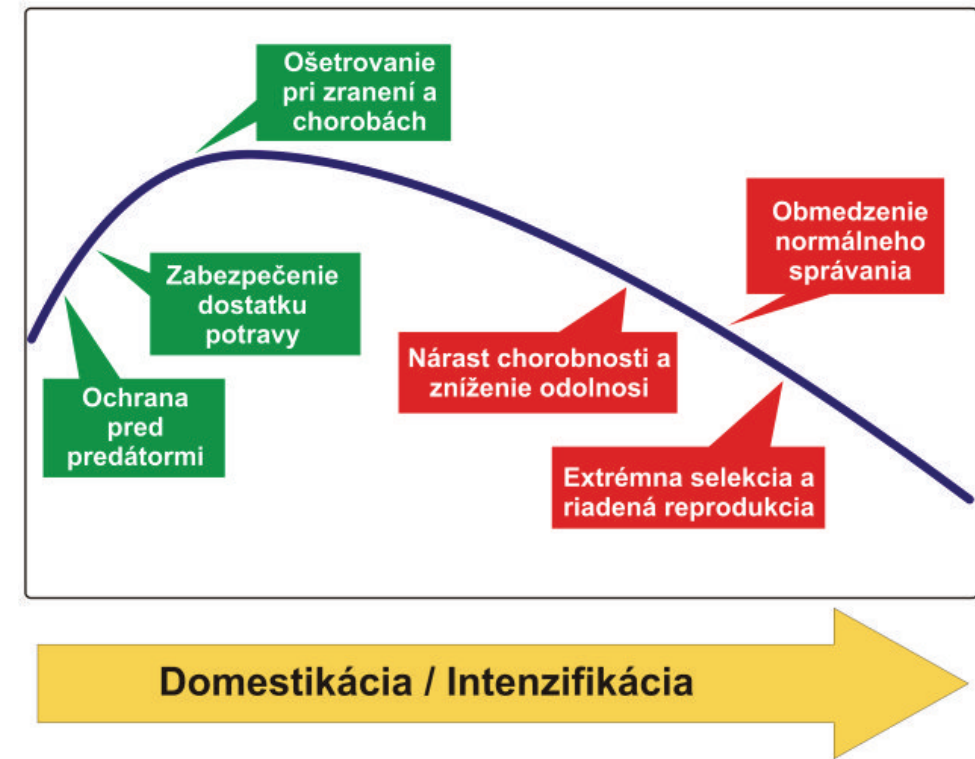 Ošetrovanie
pri zranení a
chorobách
Zabezpečenie
dostatku
potravy
Ochrana
pred
predátormi
Obmedzenie
normálneho
správania
Nárast chorobnosti a
zníženie odolnosi
Extrémna selekcia a
riadená reprodukcia
Domestikácia / Intenzifikácia